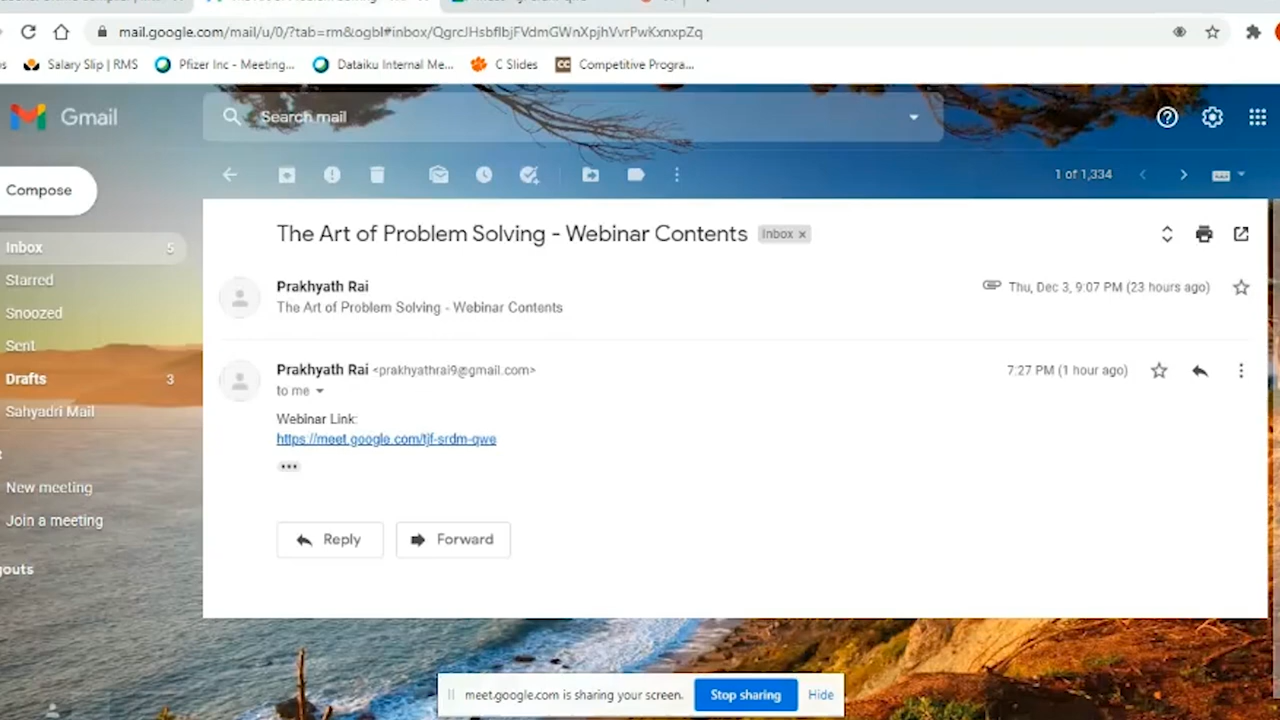 mail.google.com/mail/u/0/?tab=rm&ogbl#inbox/QgrcJHsbflbjFVdmGWnXpjhVvrPwKxnxpZq
Salary Slip | RMS
Pfizer Inc - Meeting...
Dataiku Internal Me...
C Slides
CC
Competitive Progra...
Gmail
Search mail
Compose
1 of 1,334
Inbox 5
Starred
Snoozed
Sent
Drafts 3
Sahyadri Mail
New meeting
Join a meeting
gouts
The Art of Problem Solving - Webinar Contents
Inbox x
Prakhyath Rai
Thu, Dec 3, 9:07 PM (23 hours ago)
The Art of Problem Solving - Webinar Contents
Prakhyath Rai <prakhyathrai9@gmail.com>
7:27 PM (1 hour ago)
to me
Webinar Link:
https://meet.google.com/tjf-srdm-qwe
Reply
Forward
meet.google.com is sharing your screen.
Stop sharing
Hide